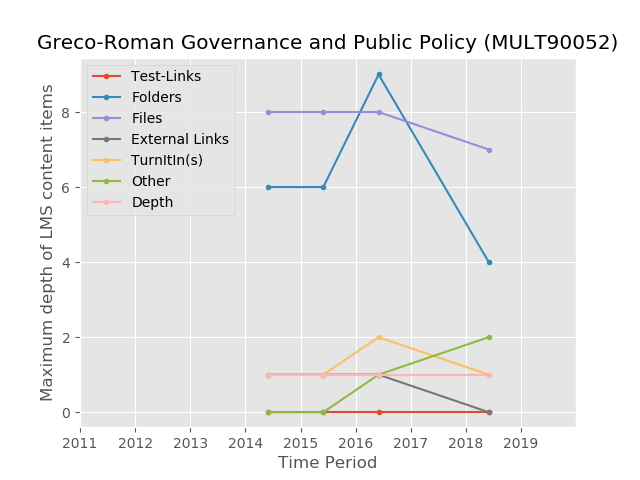 Greco-Roman Governance and Public Policy (MULT90052)
Test-Links
Folders
Files
External Links
TurnItIn(s)
Other
Depth
Maximum depth of LMS content items
8
6
4
2
0
2011 2012 2013 2014 2015 2016 2017 2018 2019
Time Period